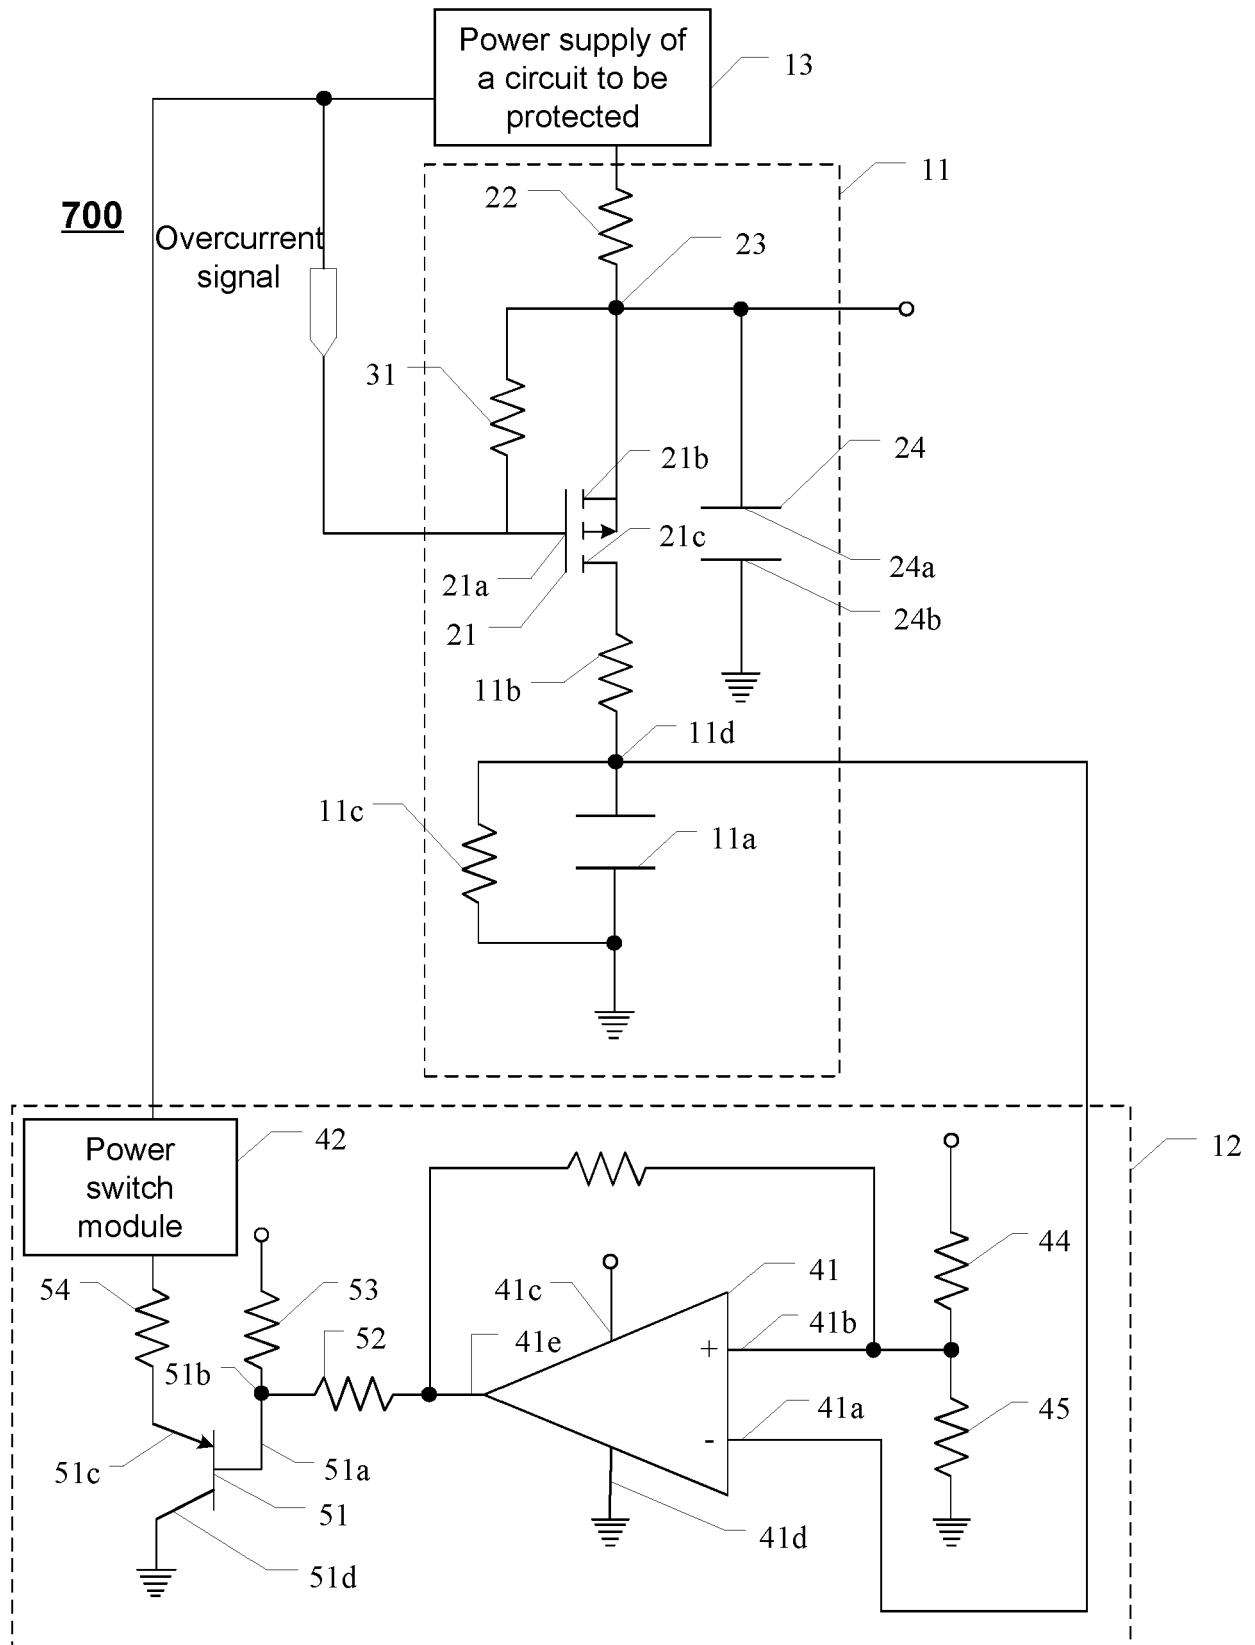 Power supply of
a circuit to be
protected
13
11
22
700
23
Overcurrent
signal
31
21b
24
21c
24a
21a
24b
21
11b
11d
11c
11a
Power
switch
module
42
12
44
54
53
41c
41
52
41e
41b
+
51b
41a
45
-
51c
51a
51
41d
51d